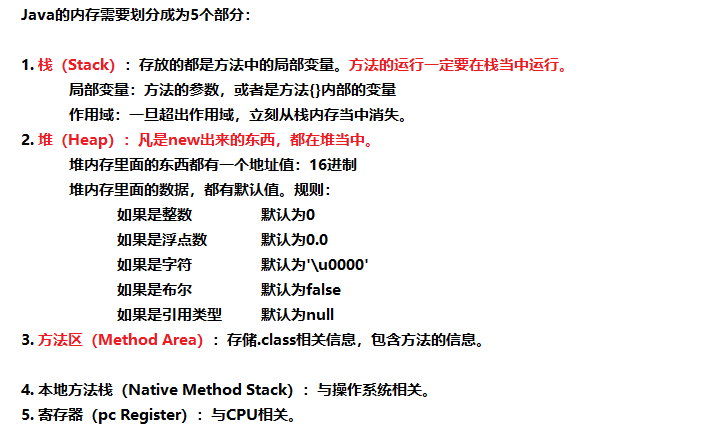 Java的内存需要划分成为5个部分：
1. 栈（Stack）：存放的都是方法中的局部变量。方法的运行一定要在栈当中运行。
局部变量：方法的参数，或者是方法{}内部的变量
作用域：一旦超出作用域，立刻从栈内存当中消失。
2. 堆（Heap）：凡是new出来的东西，都在堆当中。
堆内存里面的东西都有一个地址值：16进制
堆内存里面的数据，都有默认值。规则：
如果是整数 默认为0
如果是浮点数 默认为0.0
如果是字符 默认为'\u0000'
如果是布尔 默认为false
如果是引用类型 默认为null
3. 方法区（Method Area）：存储.class相关信息，包含方法的信息。
4. 本地方法栈（Native Method Stack）：与操作系统相关。
5. 寄存器（pc Register）：与CPU相关。